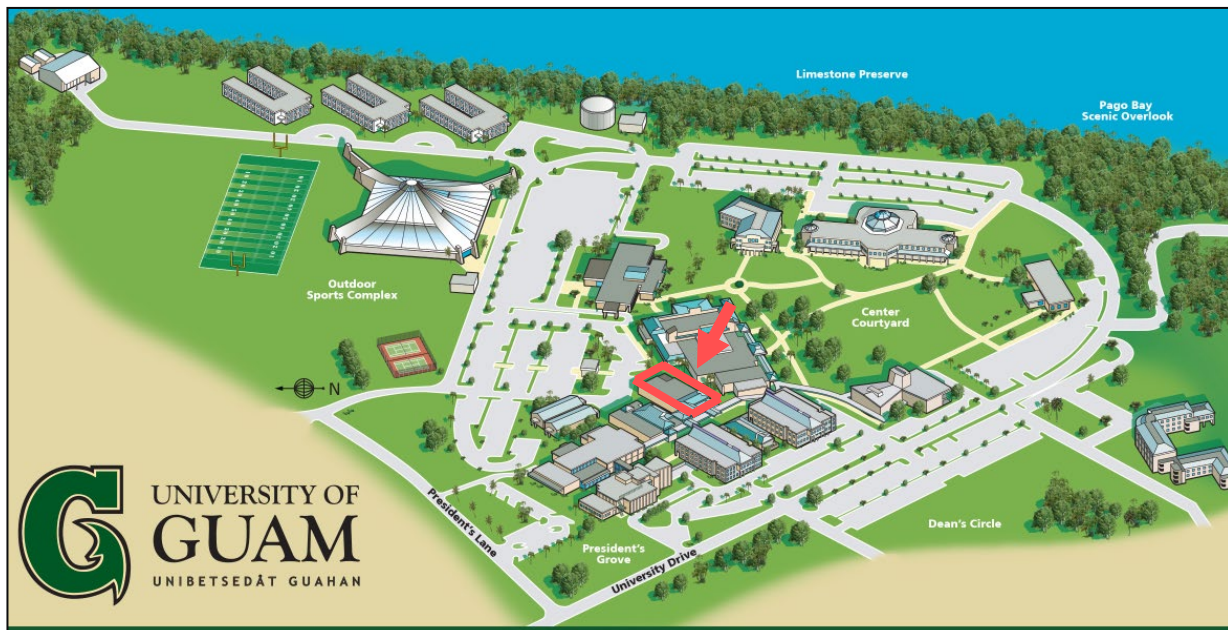 Limestone Preserve
Pago Bay
Scenic Overlook
Outdoor
Sports Complex
Center
Courtyard
N
President's Lane
President's
Grove
University Drive
Dean's Circle
G
UNIVERSITY OF
GUAM
UNIBETSEDÅT GUAHAN